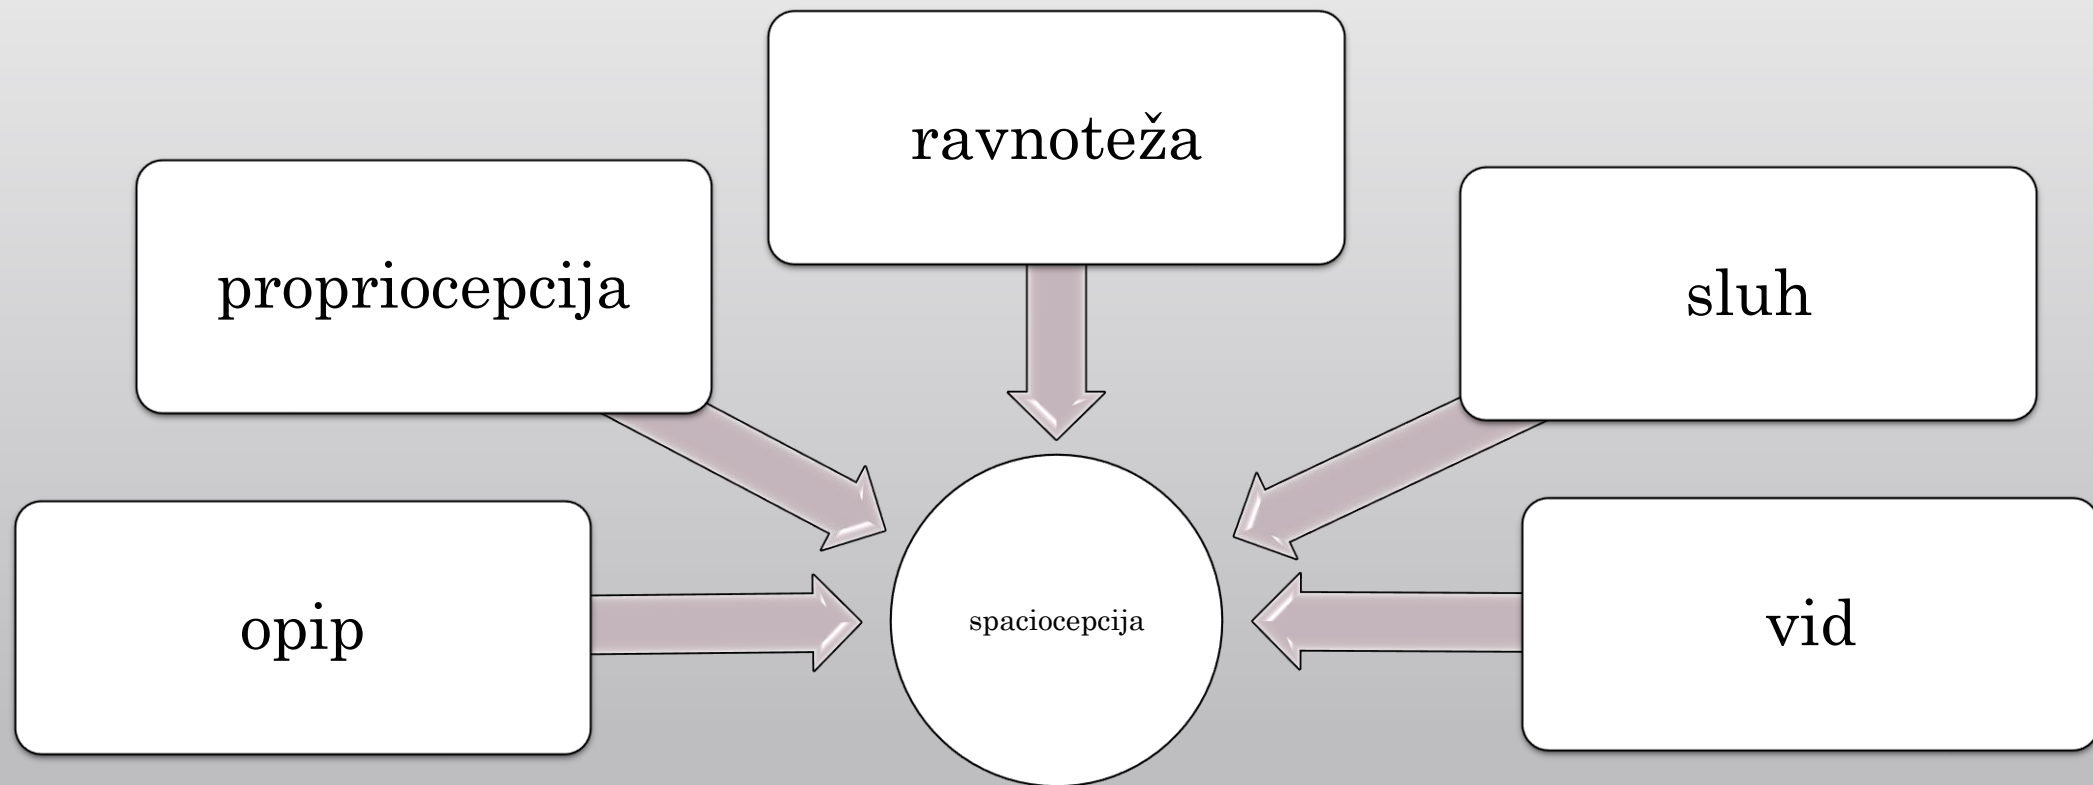 ravnoteža
propriocepcija
sluh
opip
spaciocepcija
vid